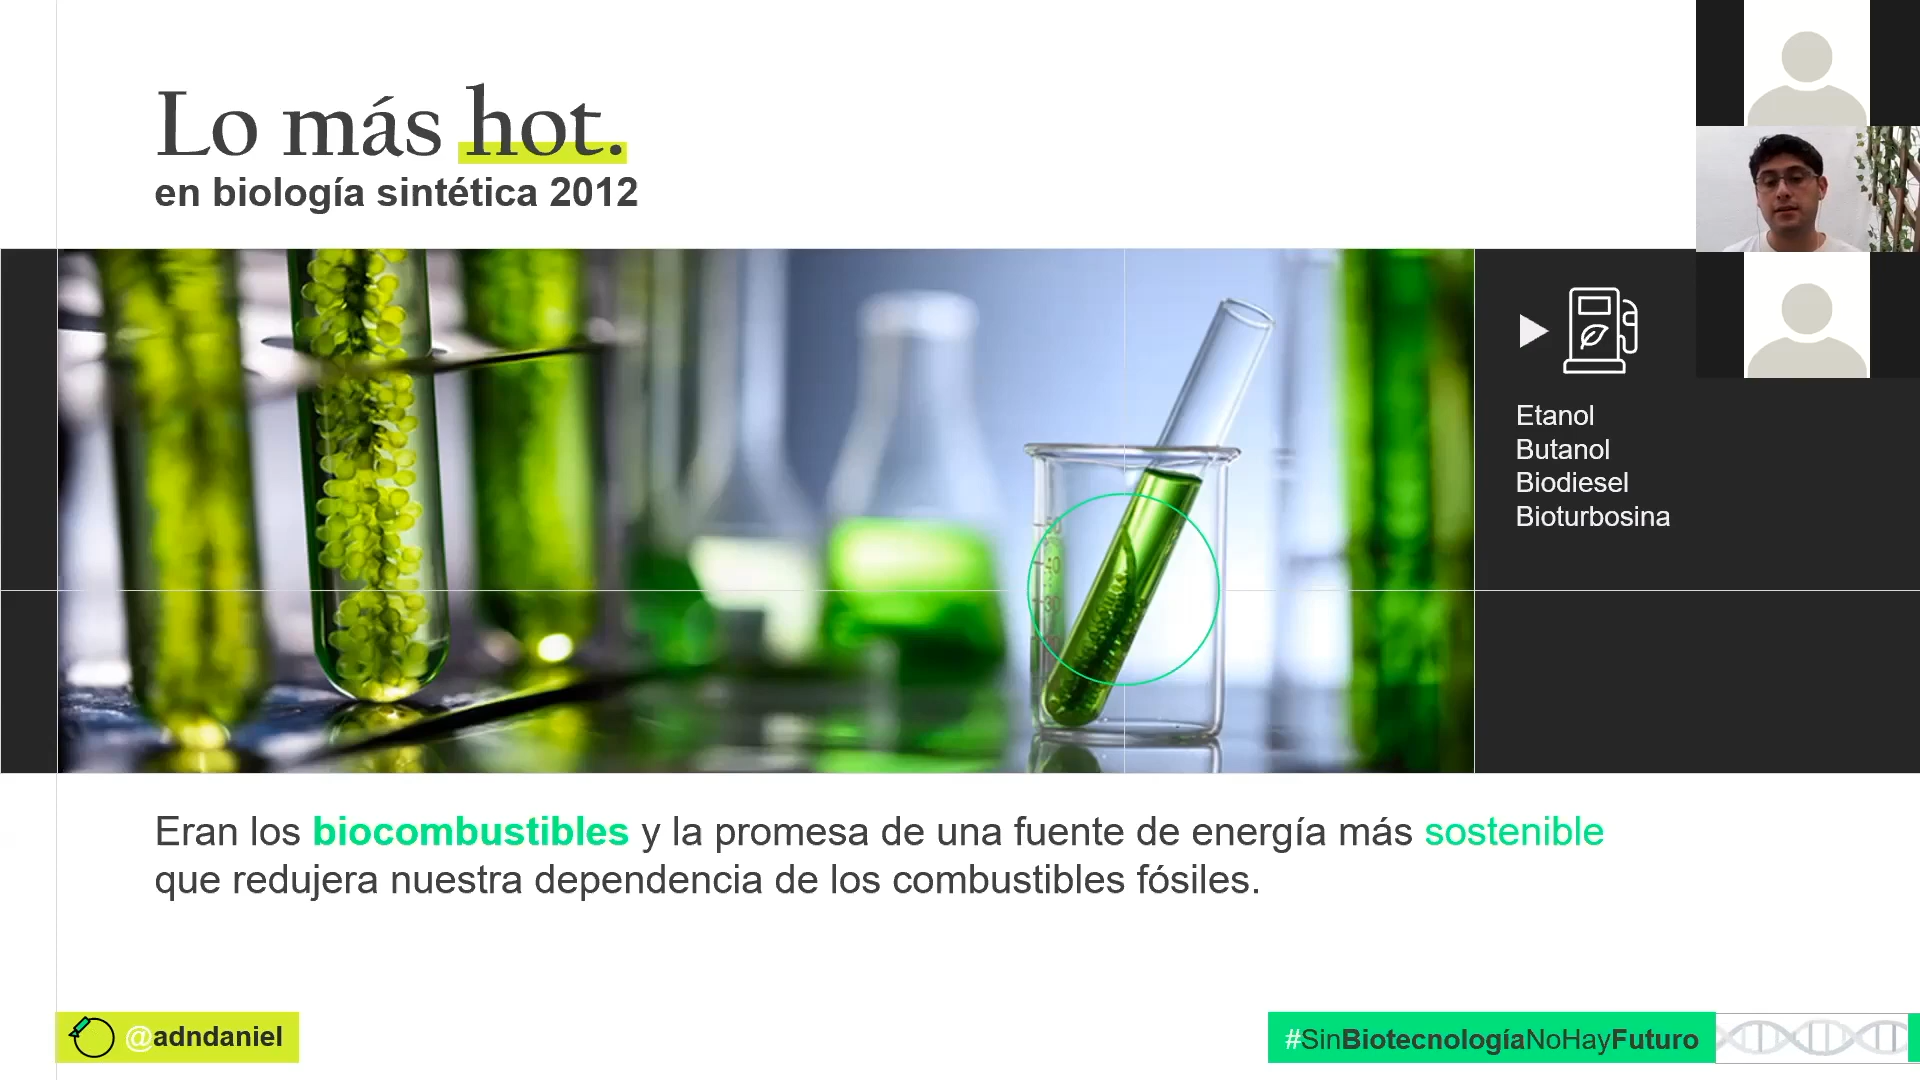 Lo más hot.
en biología sintética 2012
Etanol
Butanol
Biodiesel
Bioturbosina
Eran los biocombustibles y la promesa de una fuente de energía más sostenible
que redujera nuestra dependencia de los combustibles fósiles.
@adndaniel
#SinBiotecnologíaNoHayFuturo